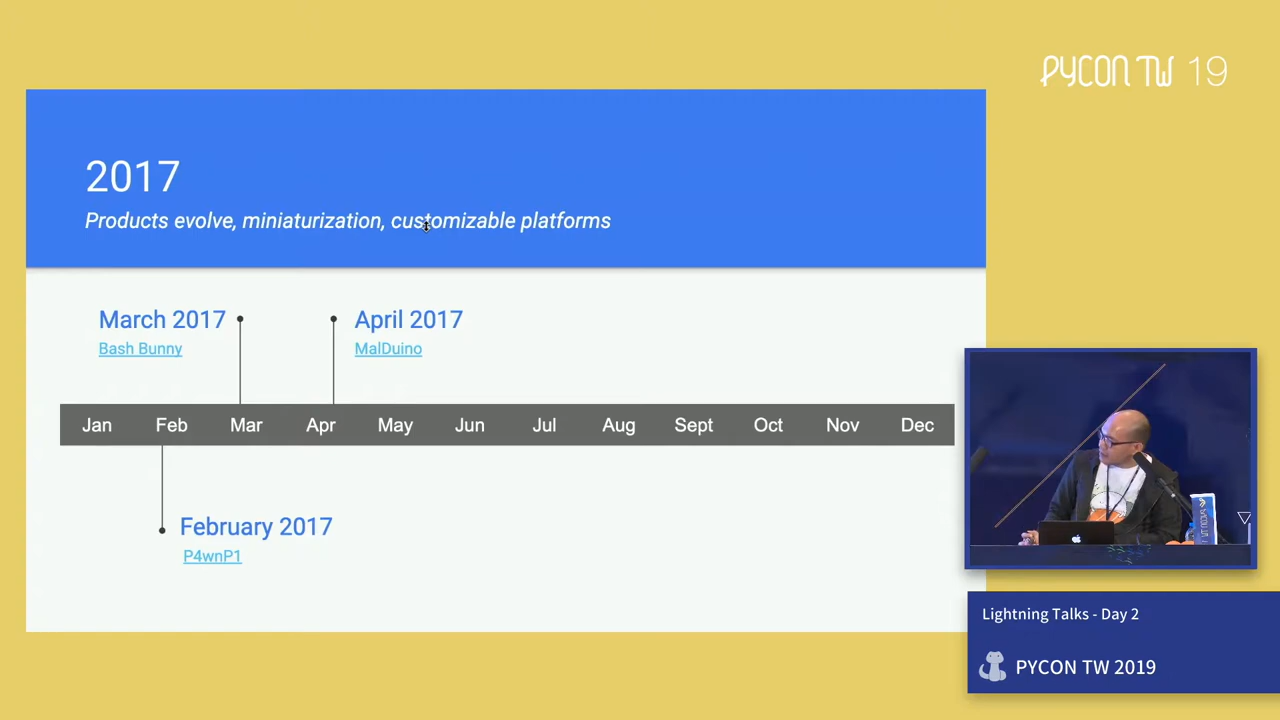 PYCON TW 19
2017
Products evolve, miniaturization, customizable platforms
March 2017
Bash Bunny
April 2017
MalDuino
Jan Feb Mar Apr May Jun Jul Aug Sept Oct Nov Dec
February 2017
P4wnP1
Lightning Talks - Day 2
PYCON TW 2019